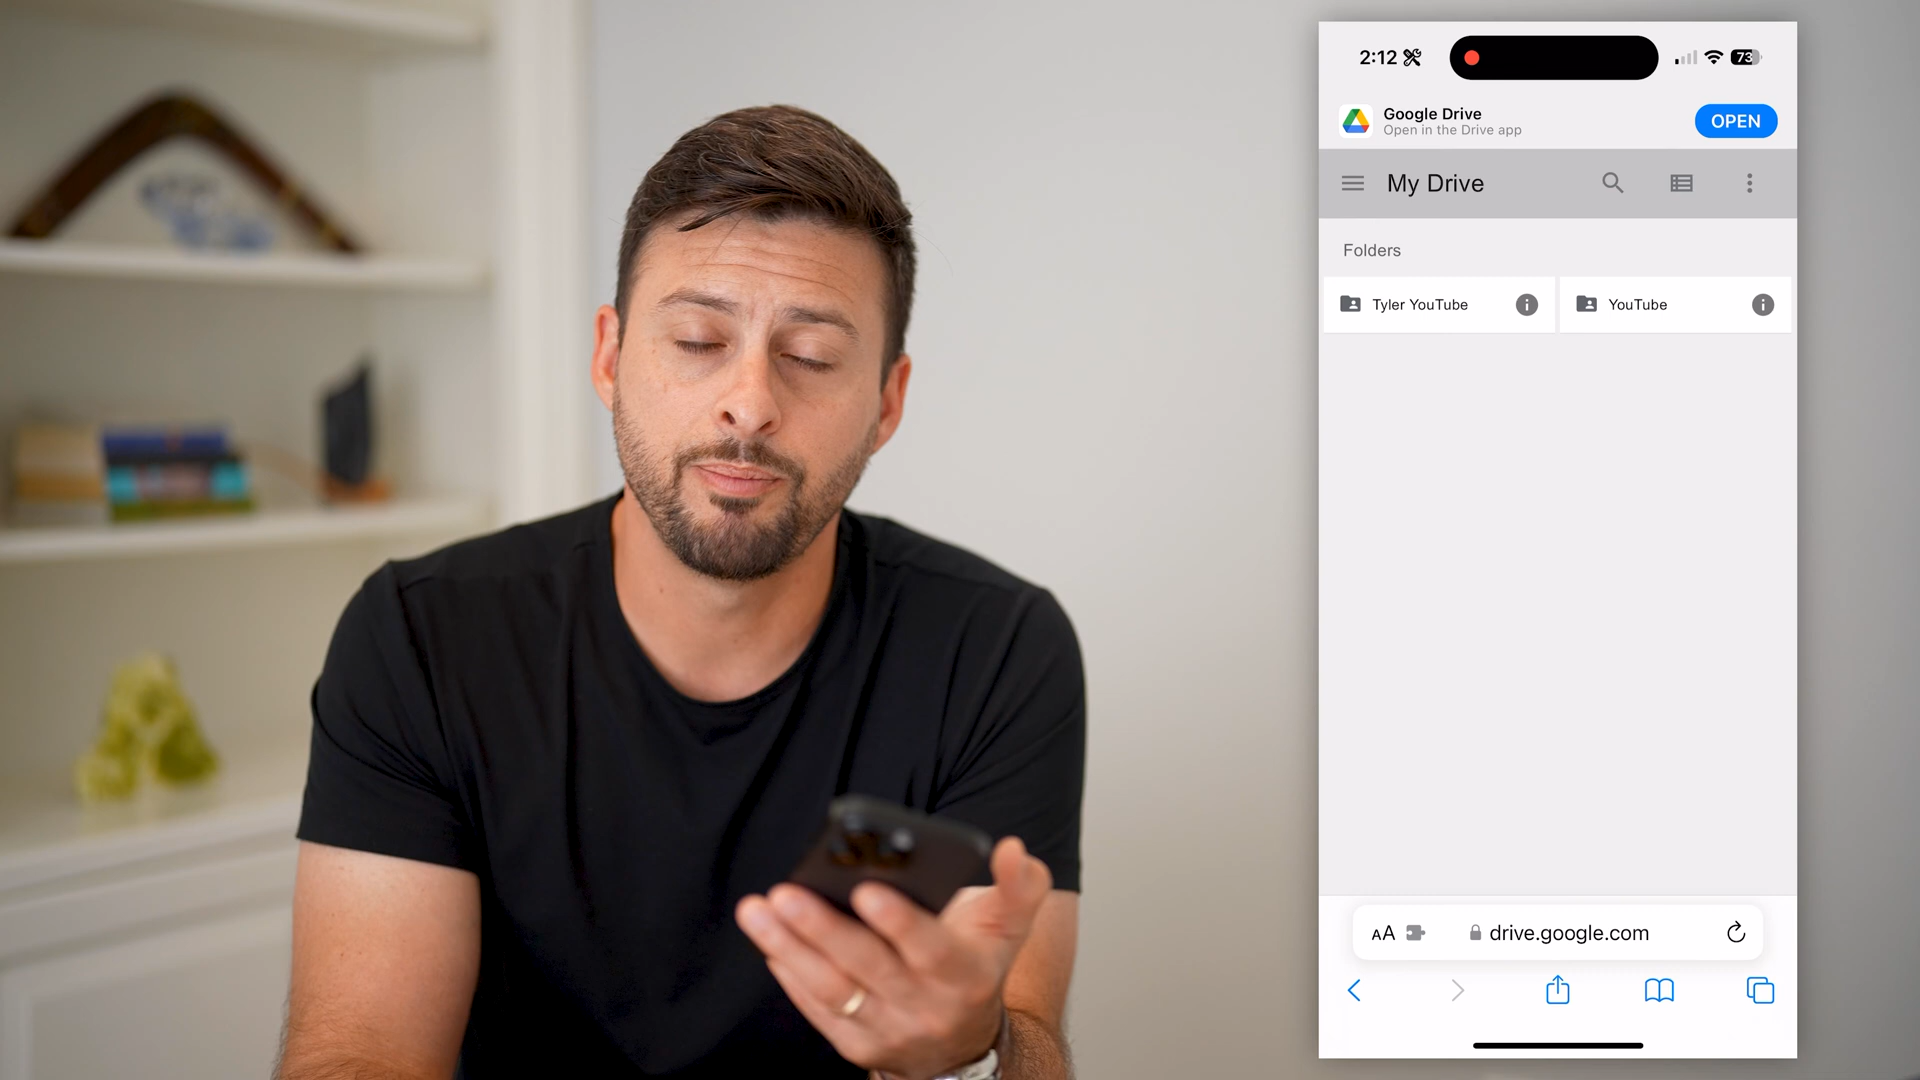 2:12
73
Google Drive
Open in the Drive app
OPEN
My Drive
Folders
Tyler YouTube
YouTube
AA
drive.google.com